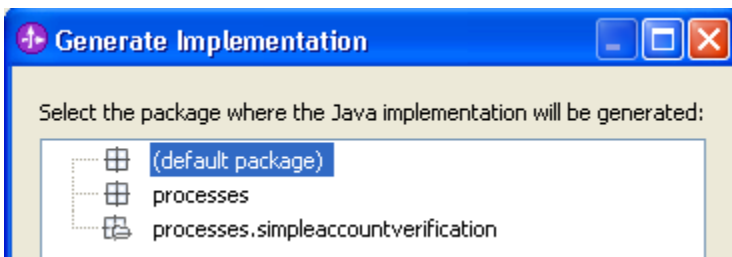 Generate Implementation
Select the package where the Java implementation will be generated:
(default package)
processes
processes.simpleaccountverification